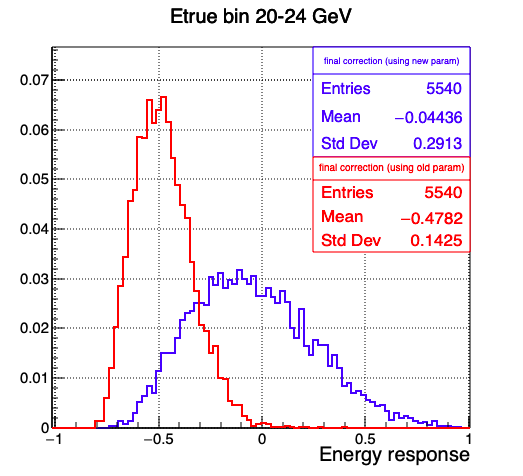 Etrue bin 20-24 GeV
final correction (using new param)
Entries 5540
Mean −0.04436
Std Dev 0.2913
final correction (using old param)
Entries 5540
Mean −0.4782
Std Dev 0.1425
0.07
0.06
0.05
0.04
0.03
0.02
0.01
0
−1 −0.5 0 0.5 1
Energy response